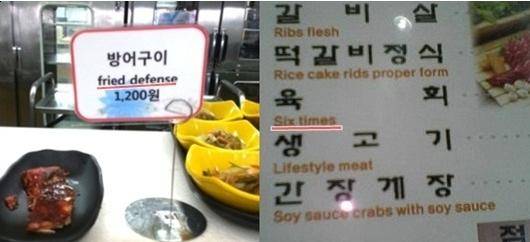 방어구이
fried defense
1,200원
갈비살
Ribs flesh
떡갈비정식
Rice cake rids proper form
육 회
Six times
생 고 기
Lifestyle meat
간장게장
Soy sauce crabs with soy sauce